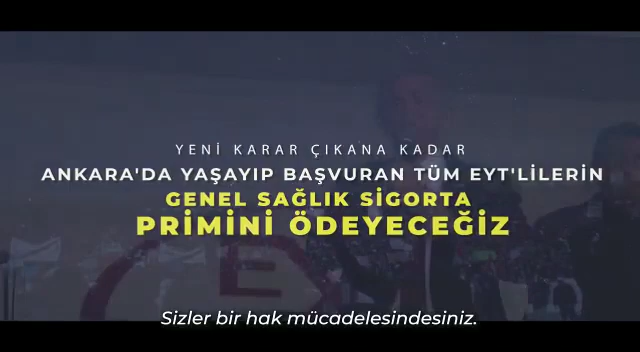 YENİ KARAR ÇIKANA KADAR
ANKARA'DA YAŞAYIP BAŞVURAN TÜM EYT'LİLERİN
GENEL SAĞLIK SİGORTA
PRİMİNİ ÖDEYECEĞİZ
E
Sizler bir hak mücadelesindesiniz.